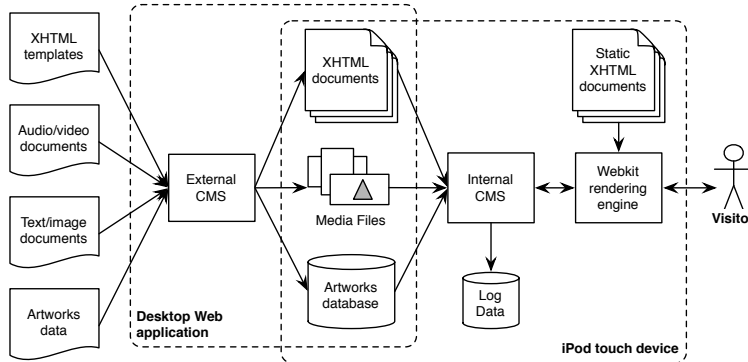 XHTML
templates
Audio/video
documents
Text/image
documents
Artworks
data
External
CMS
Desktop Web
application
XHTML
documents
Media Files
Artworks
database
Internal
CMS
Log
Data
Static
XHTML
documents
Webkit
rendering
engine
iPod touch device
Visito